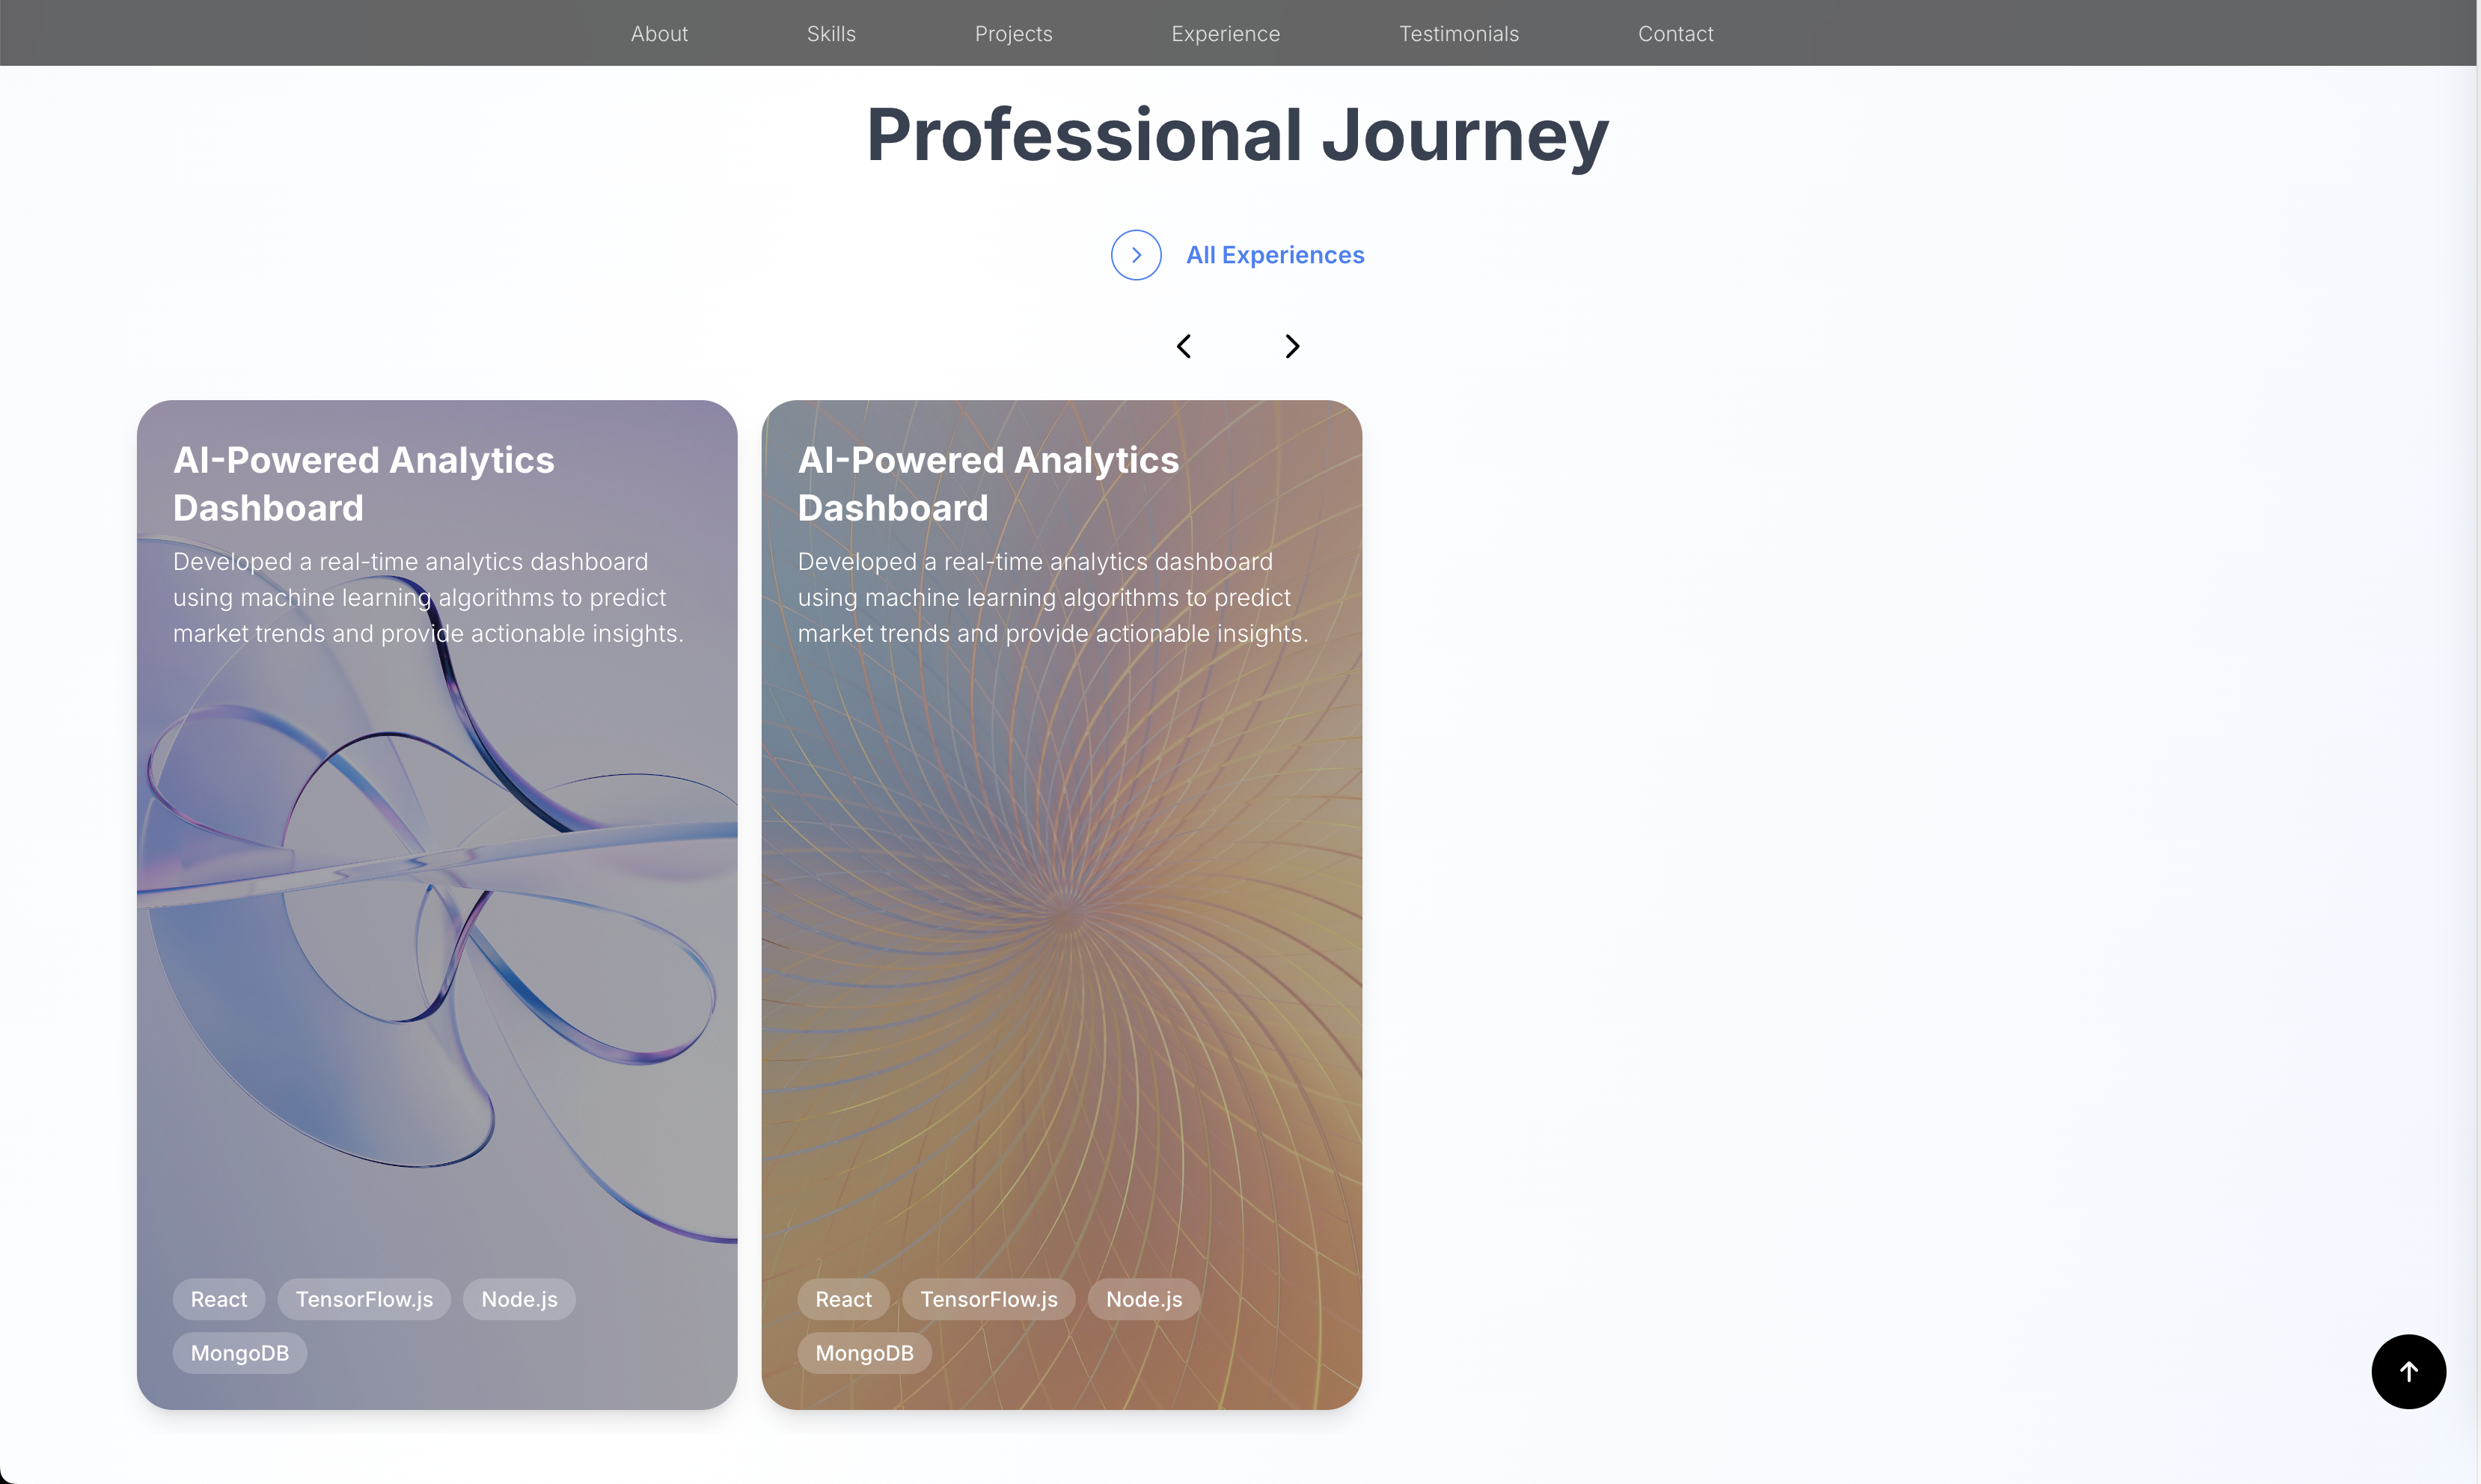 About Skills Projects Experience Testimonials Contact
Professional Journey
All Experiences
AI-Powered Analytics
Dashboard
Developed a real-time analytics dashboard
using machine learning algorithms to predict
market trends and provide actionable insights.
React TensorFlow.js Node.js
MongoDB
AI-Powered Analytics
Dashboard
Developed a real-time analytics dashboard
using machine learning algorithms to predict
market trends and provide actionable insights.
React TensorFlow.js Node.js
MongoDB